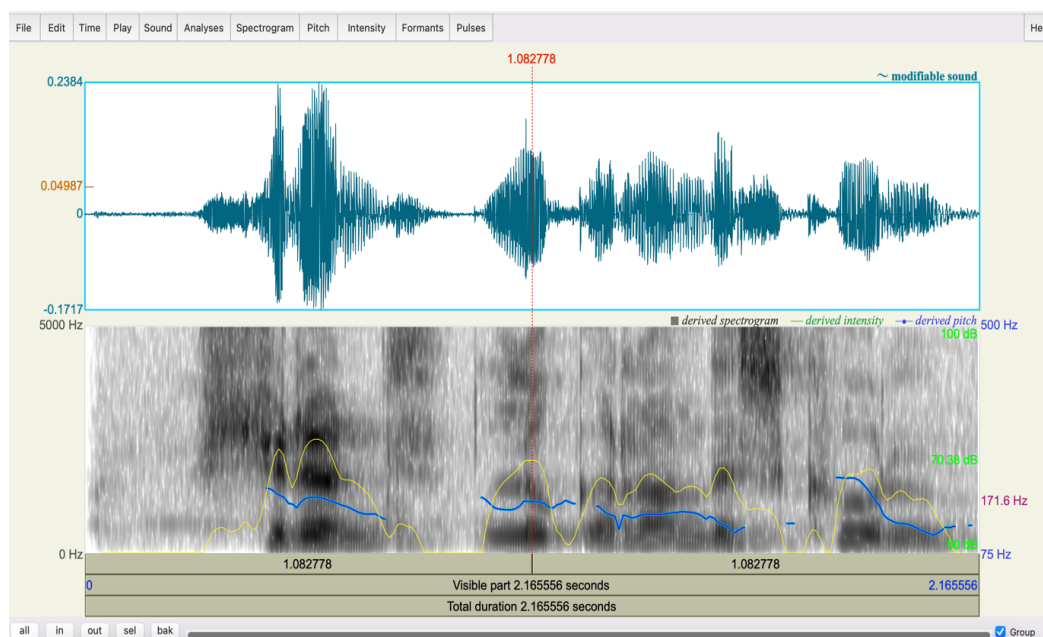 File Edit Time Play Sound Analyses Spectrogram Pitch Intensity Formants Pulses He
1.082778
0.2384
~ modifiable sound
0.04987
0
-0.1717
5000 Hz
derived spectrogram derived intensity derived pitch
500 Hz
100 dB
70.38 dB
171.6 Hz
0 Hz
75 Hz
1.082778 1.082778
0 Visible part 2.165556 seconds 2.165556
Total duration 2.165556 seconds
all in out sel bak Group